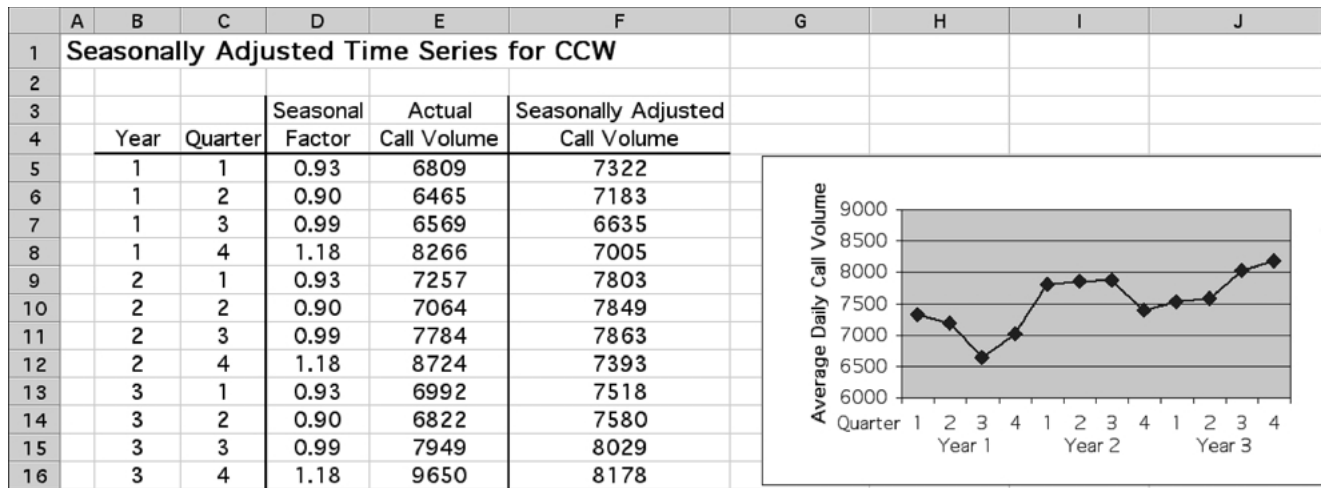 A B C D E F G H I J
1 Seasonally Adjusted Time Series for CCW
2
3 Seasonal Actual Seasonally Adjusted
4 Year Quarter Factor Call Volume Call Volume
5 1 1 0.93 6809 7322
6 1 2 0.90 6465 7183
7 1 3 0.99 6569 6635
8 1 4 1.18 8266 7005
9 2 1 0.93 7257 7803
10 2 2 0.90 7064 7849
11 2 3 0.99 7784 7863
12 2 4 1.18 8724 7393
13 3 1 0.93 6992 7518
14 3 2 0.90 6822 7580
15 3 3 0.99 7949 8029
16 3 4 1.18 9650 8178
Average Daily Call Volume
9000
8500
8000
7500
7000
6500
6000
Quarter 1 2 3 4 1 2 3 4 1 2 3 4
Year 1 Year 2 Year 3